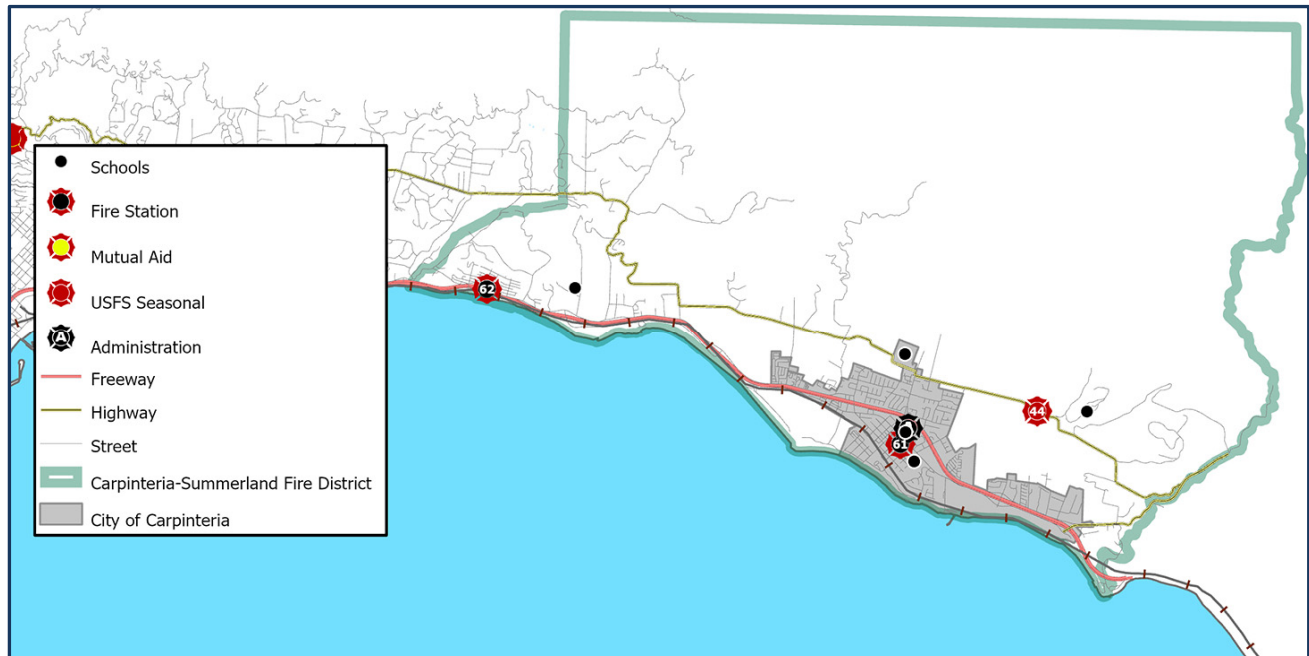 Schools
Fire Station
Mutual Aid
USFS Seasonal
A Administration
Freeway
Highway
Street
Carpinteria-Summerland Fire District
City of Carpinteria
62
44
A
61